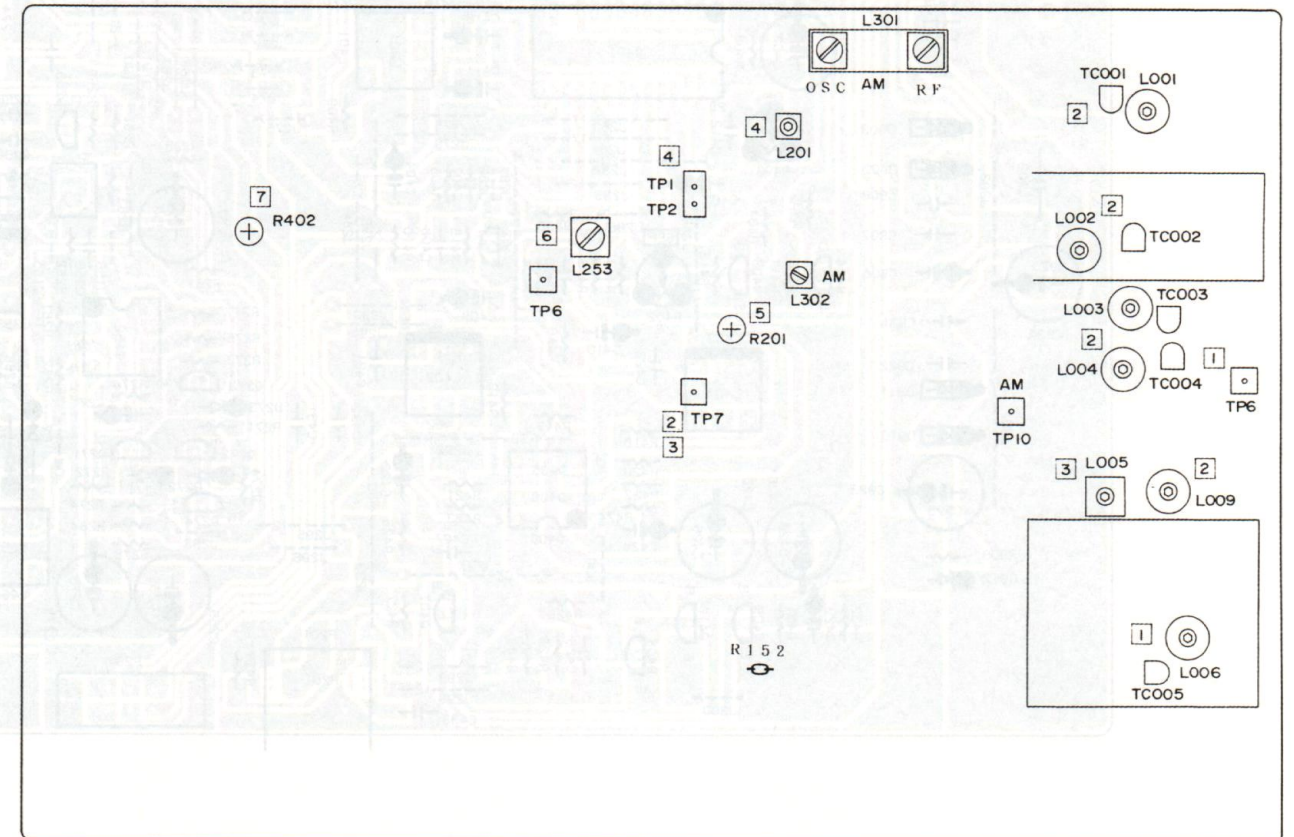 L301
OSC AM RF
TC001 L001
2
4
L201
4
TP1
TP2
7
R402
6
L253
TP6
AM
L302
5
R201
L002
2
TC002
TC003
L003
2
L004
TC004
1
TP6
2 TP7
3
AM
TP10
3 L005
2
L009
R152
1
L006
TC005